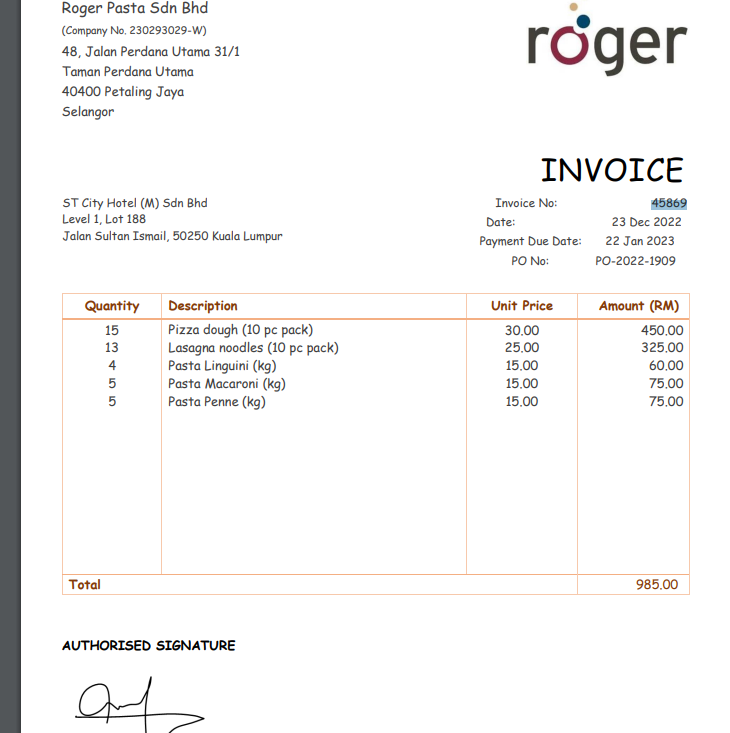 Roger Pasta Sdn Bhd
(Company No. 230293029-W)
48, Jalan Perdana Utama 31/1
Taman Perdana Utama
40400 Petaling Jaya
Selangor
roger
INVOICE
ST City Hotel (M) Sdn Bhd
Level 1, Lot 188
Jalan Sultan Ismail, 50250 Kuala Lumpur
Invoice No: 45869
Date: 23 Dec 2022
Payment Due Date: 22 Jan 2023
PO No: PO-2022-1909
Quantity Description Unit Price Amount (RM)
15 Pizza dough (10 pc pack) 30.00 450.00
13 Lasagna noodles (10 pc pack) 25.00 325.00
4 Pasta Linguini (kg) 15.00 60.00
5 Pasta Macaroni (kg) 15.00 75.00
5 Pasta Penne (kg) 15.00 75.00
Total 985.00
AUTHORISED SIGNATURE